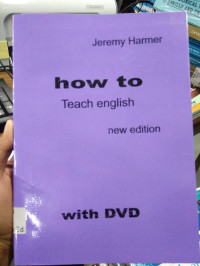 Jeremy Harmer
how to
Teach english
new edition
with DVD